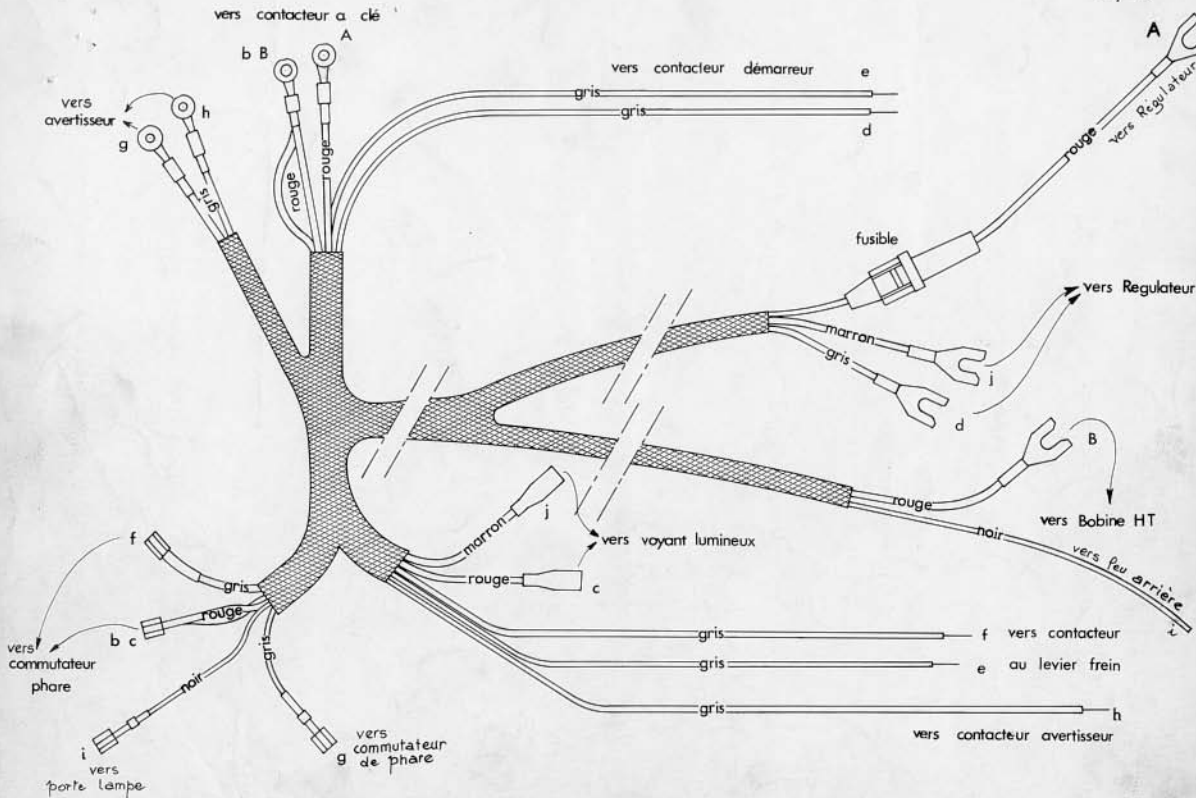 vers contacteur a clé
A
b B
vers contacteur démarreur e
gris
gris
d
A
rouge
vers Régulateur
vers
avertisseur
h
g
gris
rouge
rouge
fusible
vers Regulateur
marron
j
gris
d
B
rouge
vers Bobine HT
noir
vers feu arrière
i
marron
j
vers voyant lumineux
rouge
c
f
gris
rouge
b c
vers
commutateur
phare
noir
gris
i
vers
porte lampe
vers
commutateur
de phare
g
gris f vers contacteur
gris e au levier frein
gris h
vers contacteur avertisseur